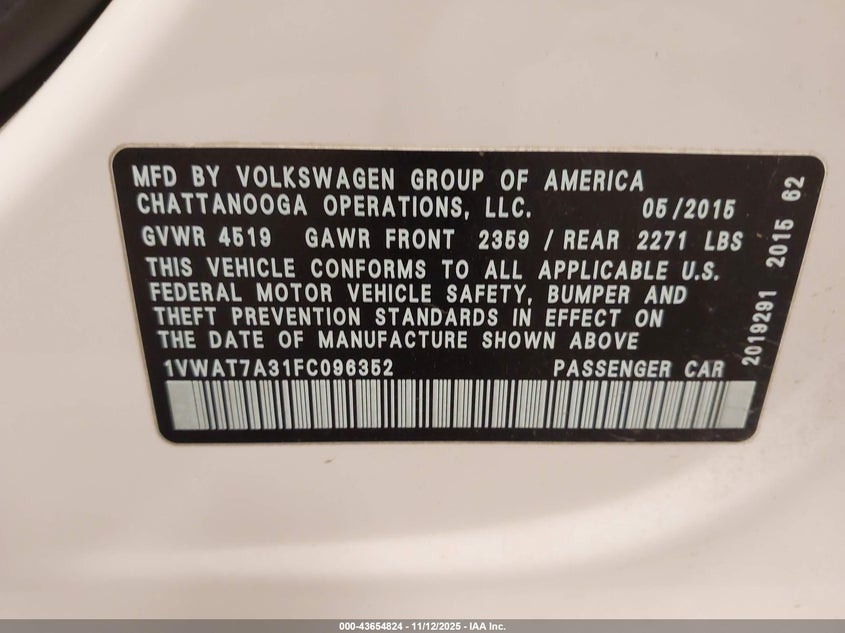 MFD BY VOLKSWAGEN GROUP OF AMERICA
CHATTANOOGA OPERATIONS, LLC. 05/2015
GVWR 4519 GAWR FRONT 2359 / REAR 2271 LBS
THIS VEHICLE CONFORMS TO ALL APPLICABLE U.S.
FEDERAL MOTOR VEHICLE SAFETY, BUMPER AND
THEFT PREVENTION STANDARDS IN EFFECT ON
THE DATE OF MANUFACTURE SHOWN ABOVE
1VWAT7A31FC096352 PASSENGER CAR
2019291 2015 62
000-43654824 - 11/12/2025 - IAA Inc.